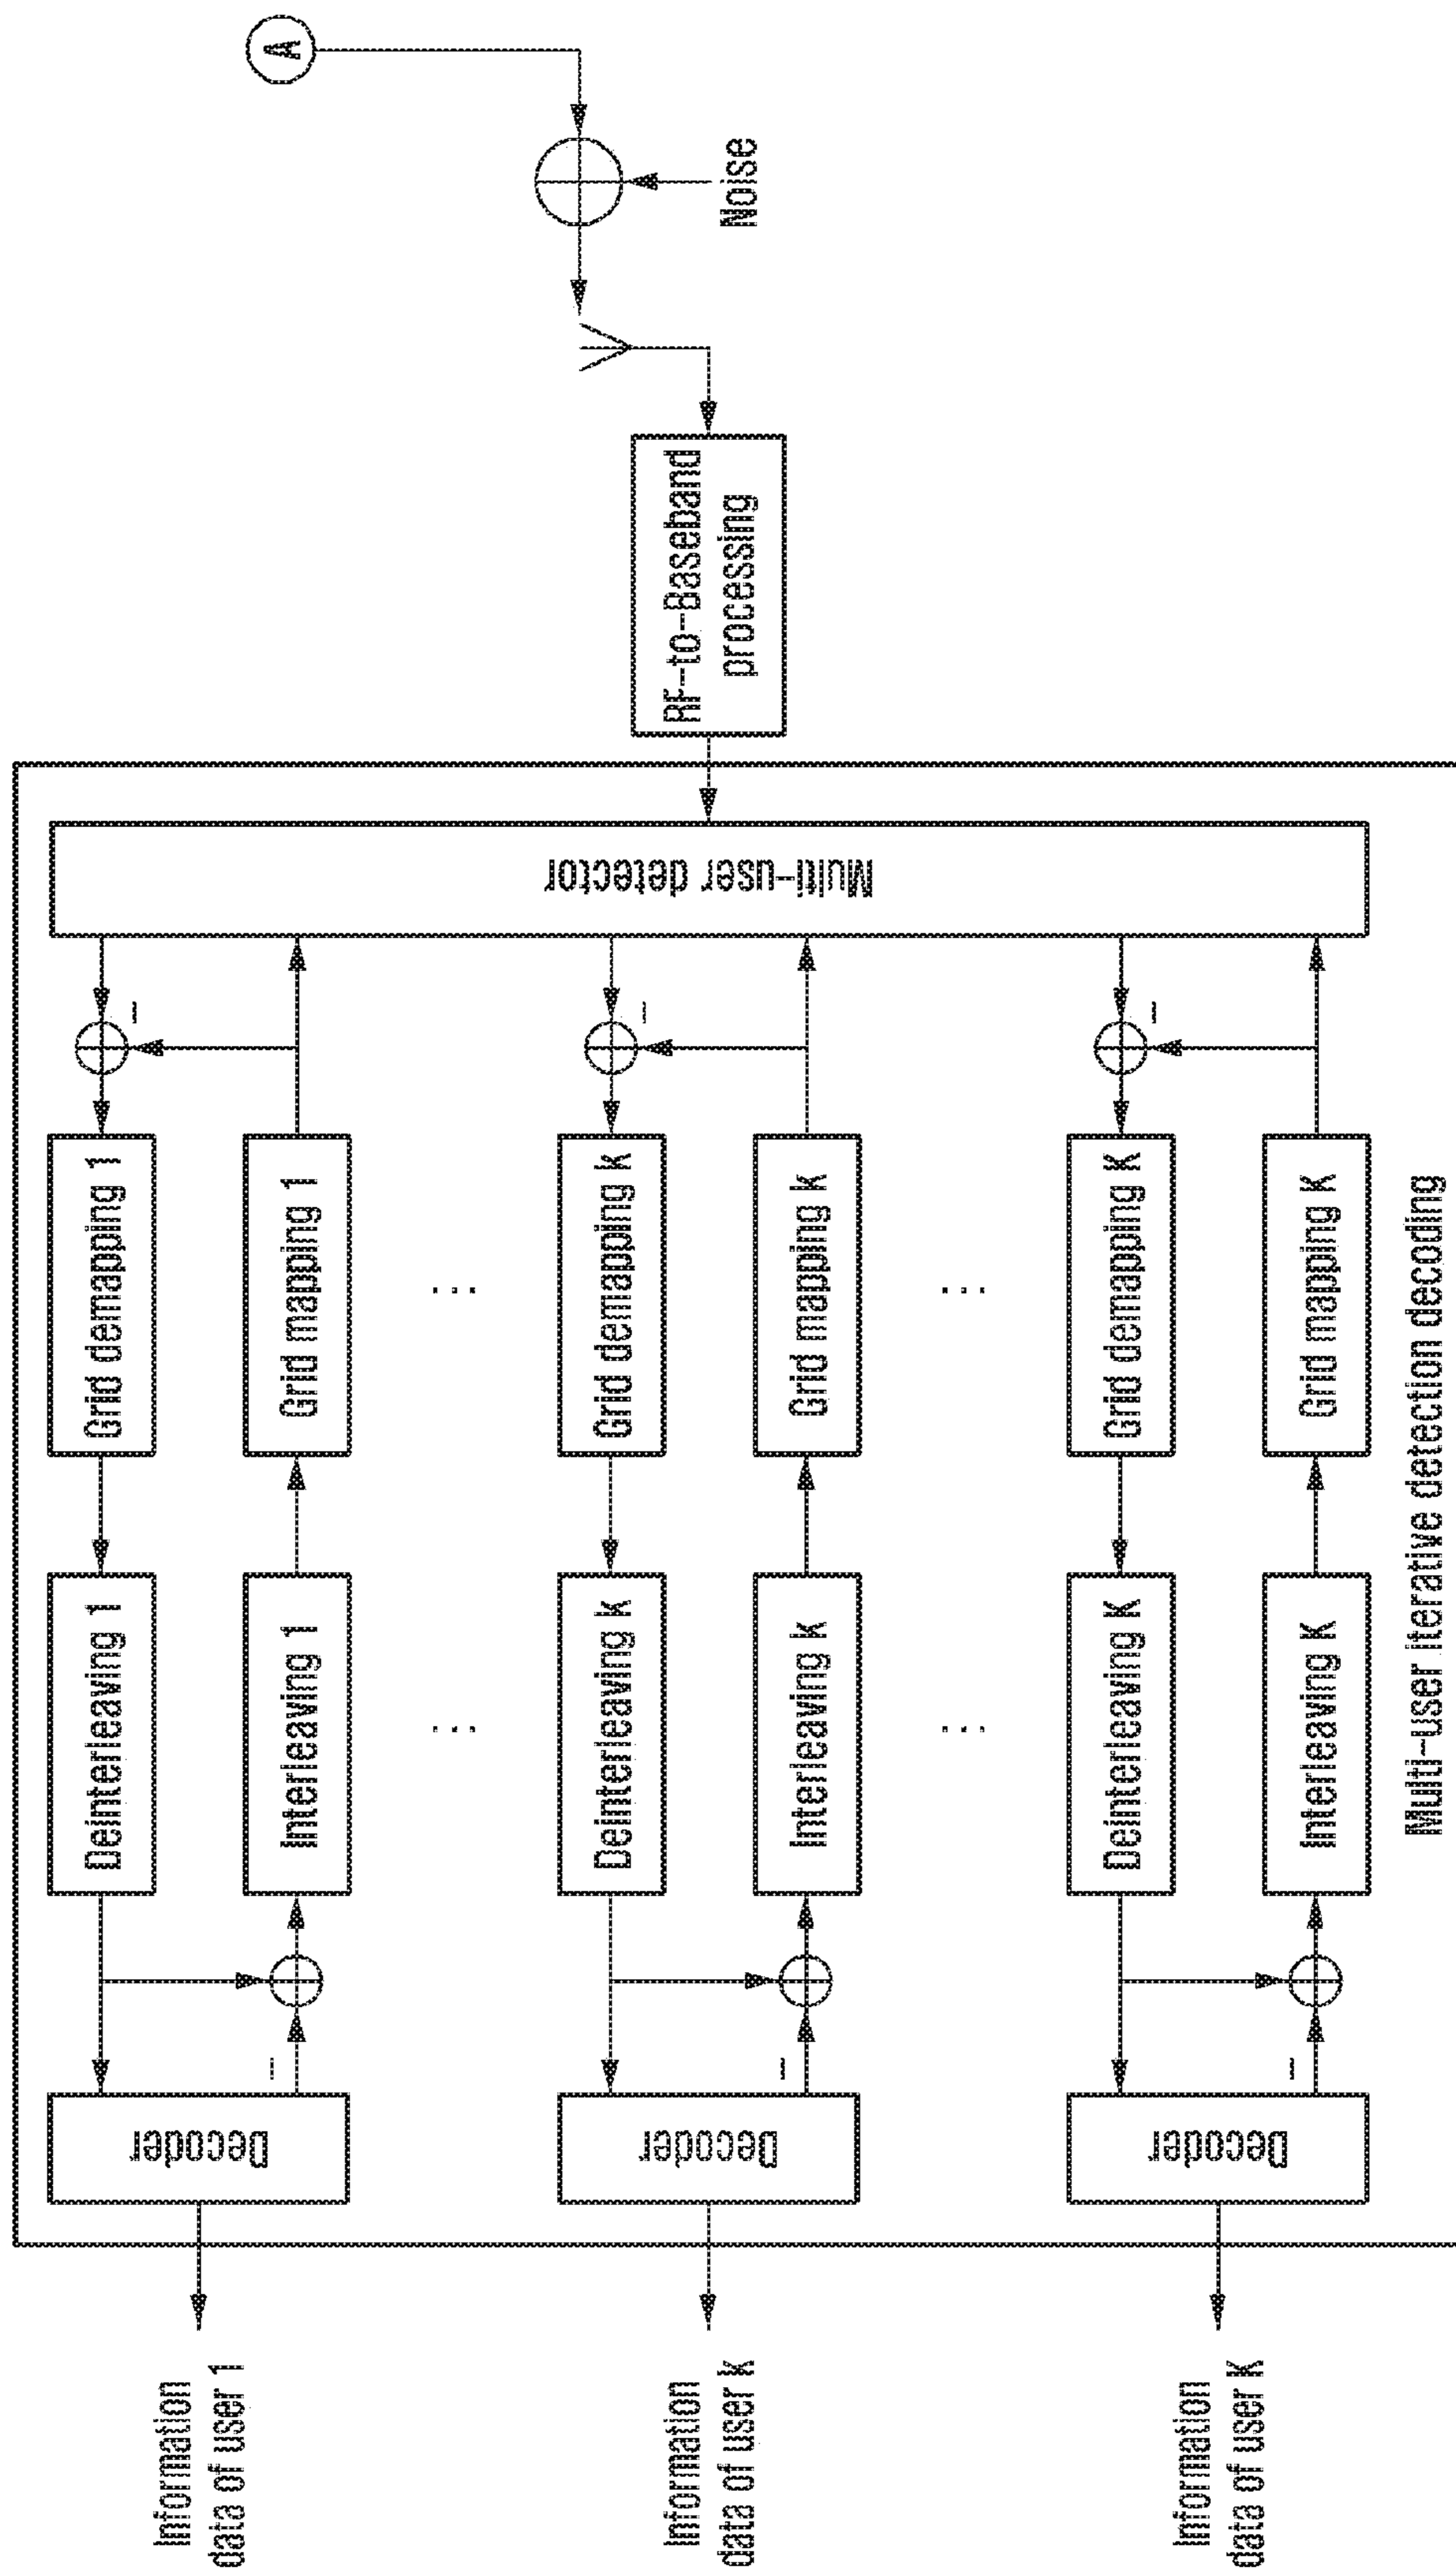 A
Noise
RF-to-Baseband
processing
Multi-user detector
Grid demapping 1
Grid mapping 1
Deinterleaving 1
Interleaving 1
Decoder
Information
data of user 1
...
...
Grid demapping k
Grid mapping k
Deinterleaving k
Interleaving k
Decoder
Information
data of user k
...
...
Grid demapping K
Grid mapping K
Deinterleaving K
Interleaving K
Decoder
Information
data of user K
Multi-user iterative detection decoding